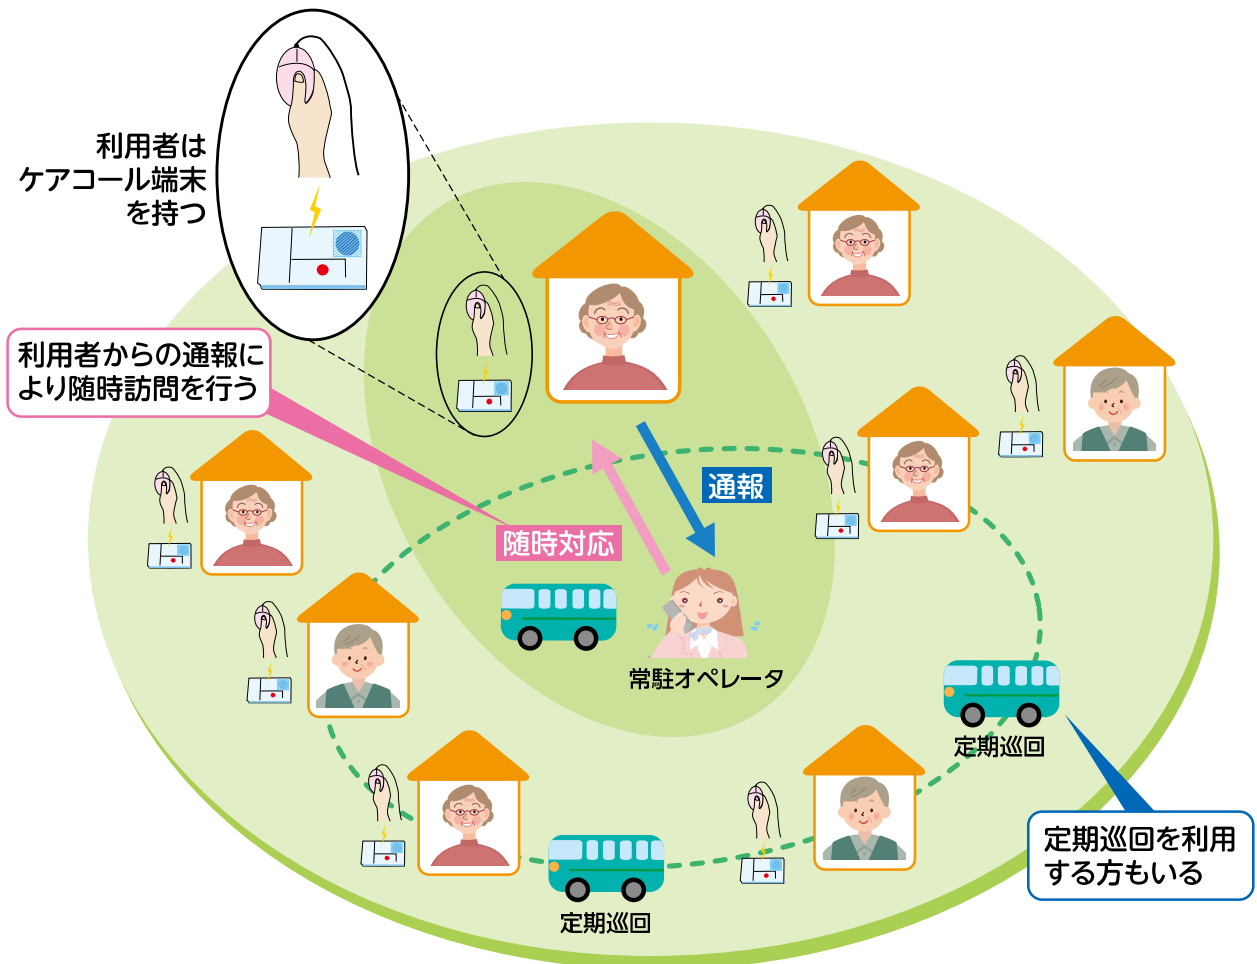 利用者は
ケアコール端末
を持つ
利用者からの通報に
より随時訪問を行う
通報
随時対応
常駐オペレータ
定期巡回
定期巡回を利用
する方もいる
定期巡回